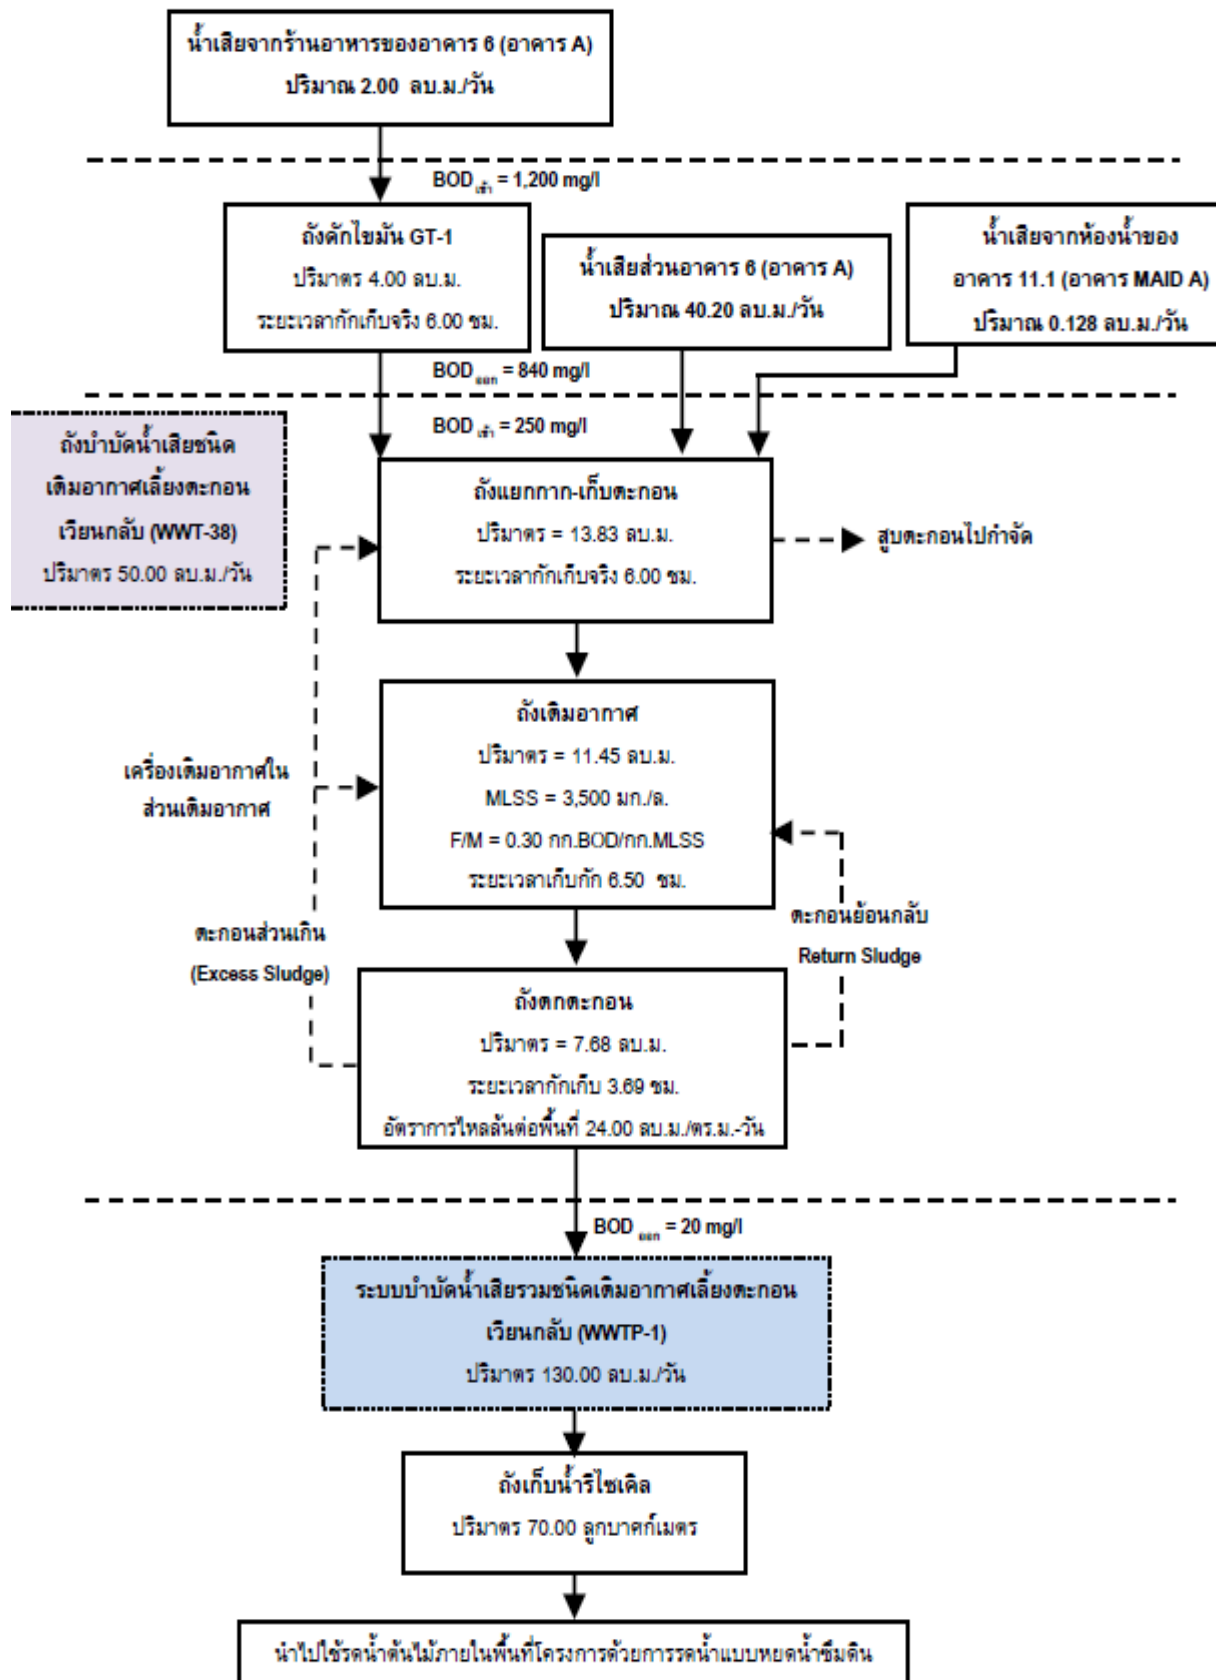 น้ำเสียจากร้านอาหารของอาคาร 6 (อาคาร A)
ปริมาณ 2.00 ลบ.ม./วัน
BOD เข้า = 1,200 mg/l
ถังดักไขมัน GT-1
ปริมาตร 4.00 ลบ.ม.
ระยะเวลากักเก็บจริง 6.00 ชม.
น้ำเสียส่วนอาคาร 6 (อาคาร A)
ปริมาณ 40.20 ลบ.ม./วัน
น้ำเสียจากห้องน้ำของ
อาคาร 11.1 (อาคาร MAID A)
ปริมาณ 0.128 ลบ.ม./วัน
BOD ออก = 840 mg/l
BOD เข้า = 250 mg/l
ถังบำบัดน้ำเสียชนิด
เติมอากาศเลี้ยงตะกอน
เวียนกลับ (WWT-38)
ปริมาตร 50.00 ลบ.ม./วัน
ถังแยกกาก-เก็บตะกอน
ปริมาตร = 13.83 ลบ.ม.
ระยะเวลากักเก็บจริง 6.00 ชม.
สูบตะกอนไปกำจัด
ถังเติมอากาศ
ปริมาตร = 11.45 ลบ.ม.
MLSS = 3,500 มก./ล.
F/M = 0.30 กก.BOD/กก.MLSS
ระยะเวลาเก็บกัก 6.50 ชม.
เครื่องเติมอากาศใน
ส่วนเติมอากาศ
ตะกอนส่วนเกิน
(Excess Sludge)
ตะกอนย้อนกลับ
Return Sludge
ถังตกตะกอน
ปริมาตร = 7.68 ลบ.ม.
ระยะเวลากักเก็บ 3.69 ชม.
อัตราการไหลล้นต่อพื้นที่ 24.00 ลบ.ม./ตร.ม.-วัน
BOD ออก = 20 mg/l
ระบบบำบัดน้ำเสียรวมชนิดเติมอากาศเลี้ยงตะกอน
เวียนกลับ (WWTP-1)
ปริมาตร 130.00 ลบ.ม./วัน
ถังเก็บน้ำรีไซเคิล
ปริมาตร 70.00 ลูกบาศก์เมตร
นำไปใช้รดน้ำต้นไม้ภายในพื้นที่โครงการด้วยการรดน้ำแบบหยดน้ำซึมดิน